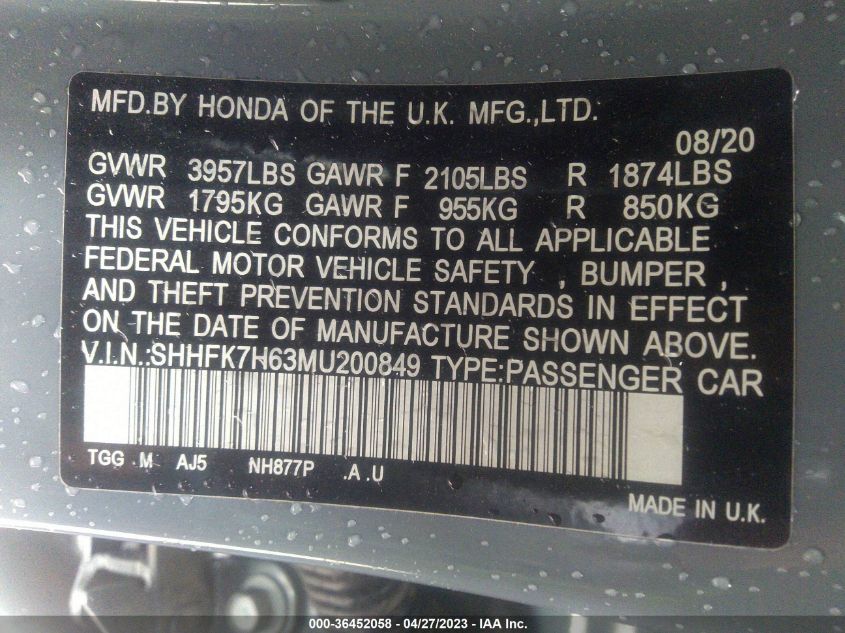 MFD.BY HONDA OF THE U.K. MFG.,LTD.
08/20
GVWR 3957LBS GAWR F 2105LBS R 1874LBS
GVWR 1795KG GAWR F 955KG R 850KG
THIS VEHICLE CONFORMS TO ALL APPLICABLE
FEDERAL MOTOR VEHICLE SAFETY , BUMPER ,
AND THEFT PREVENTION STANDARDS IN EFFECT
ON THE DATE OF MANUFACTURE SHOWN ABOVE.
V.I.N.:SHHFK7H63MU200849 TYPE:PASSENGER CAR
TGG .M AJ5 NH877P .A .U
MADE IN U.K.
000-36452058 - 04/27/2023 - IAA Inc.